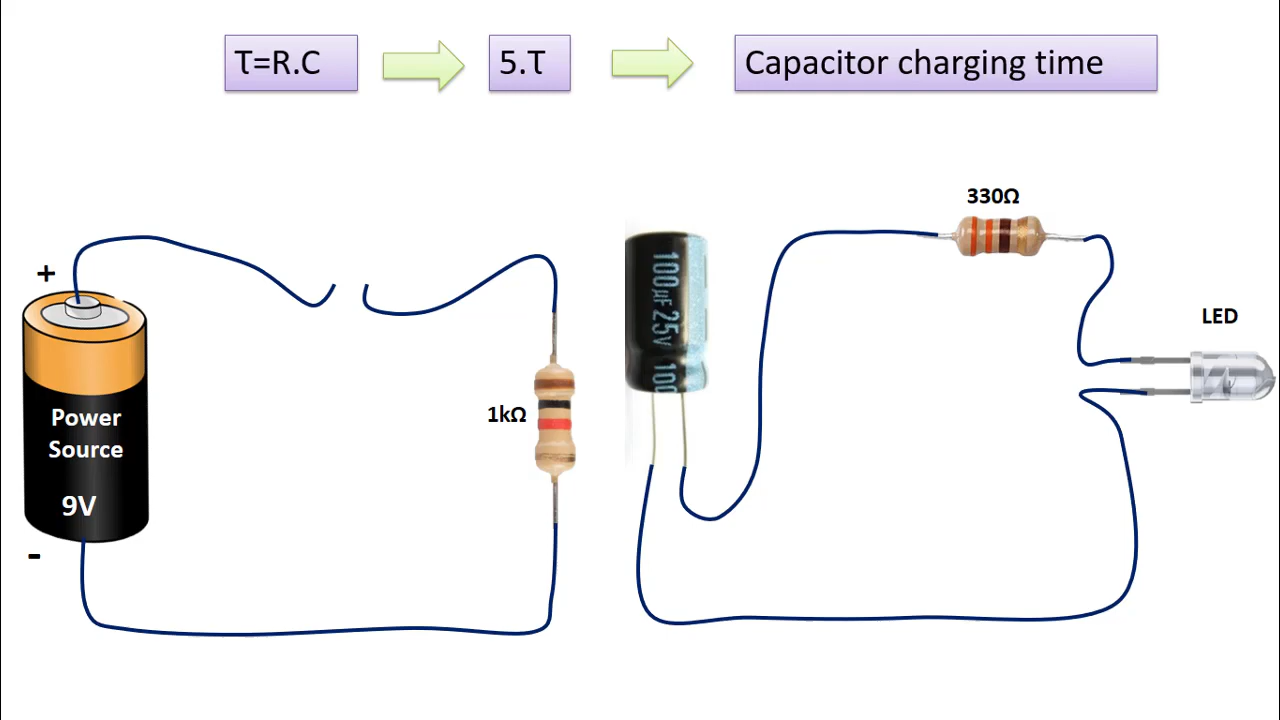 T=R.C
5.T
Capacitor charging time
330Ω
+
LED
Power
Source
9V
-
1kΩ
100µF 25V
100